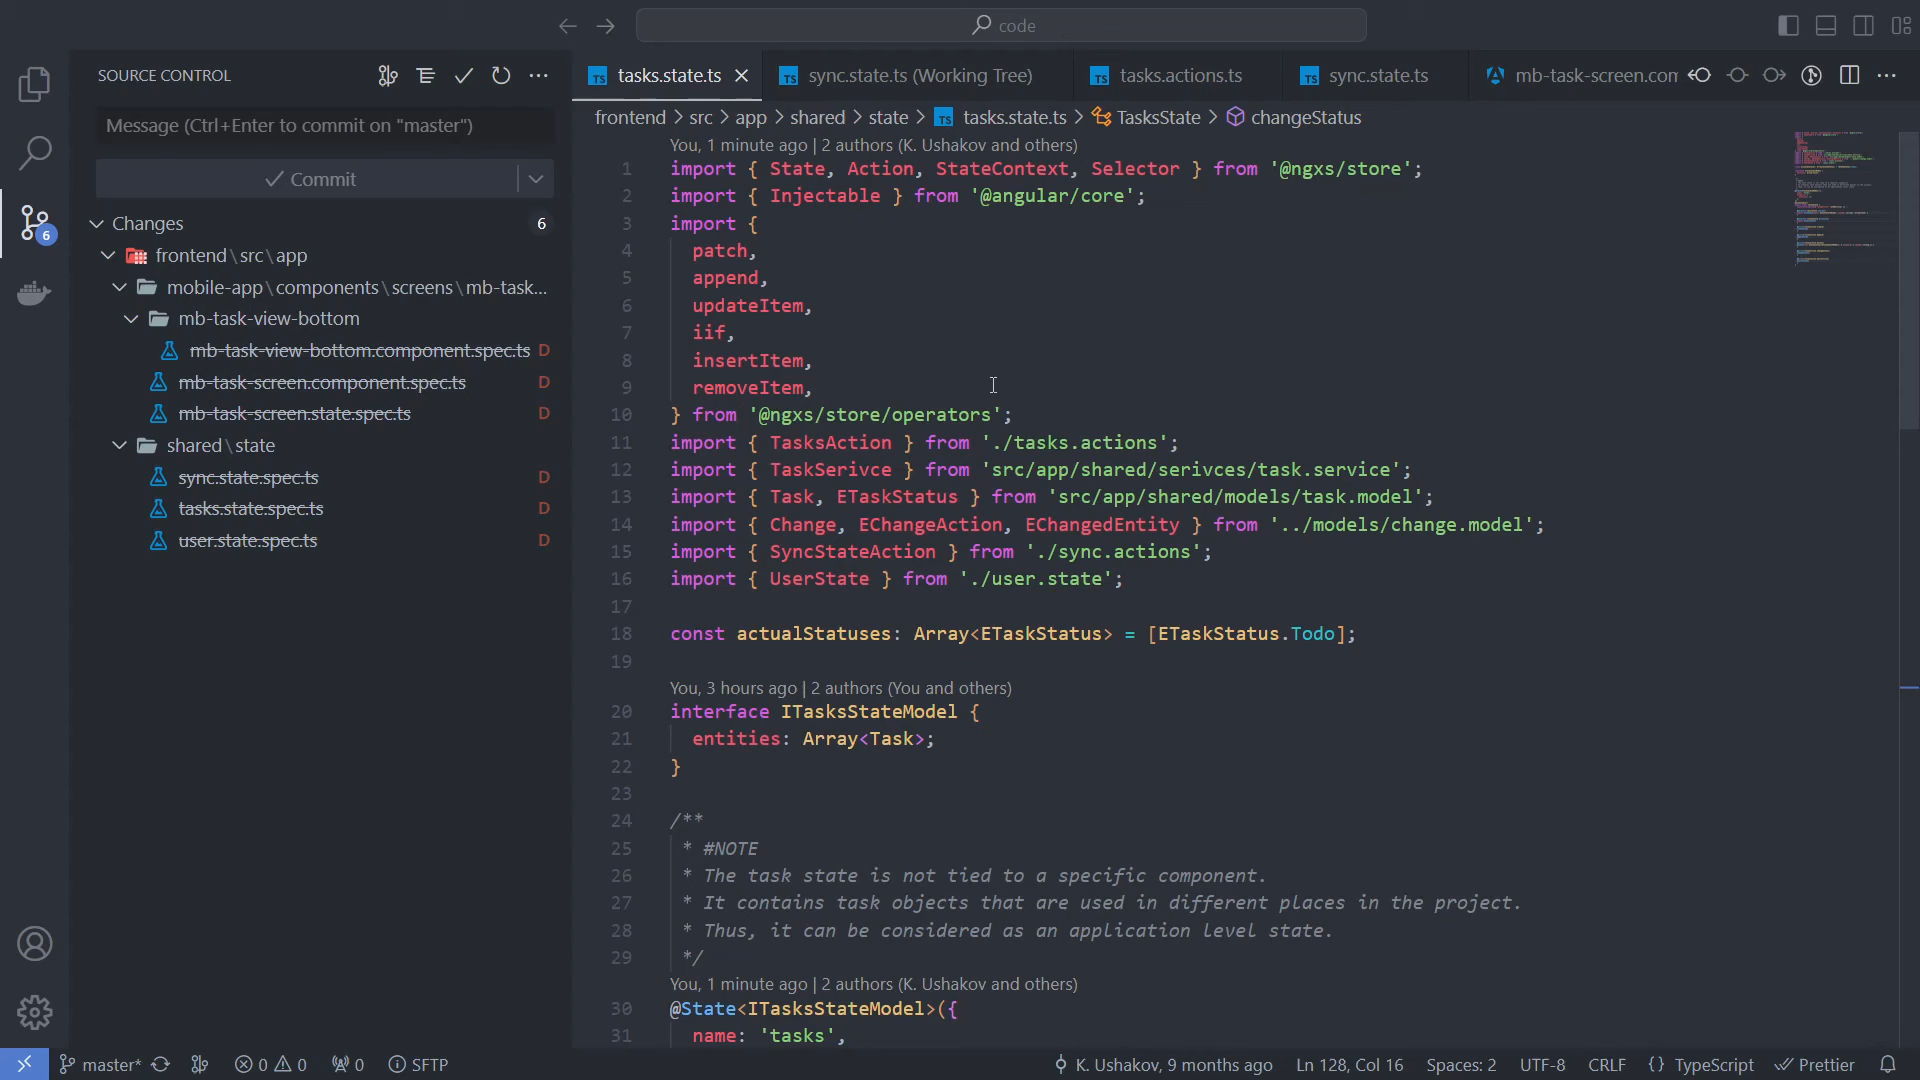 code
SOURCE CONTROL
Message (Ctrl+Enter to commit on "master")
Commit
Changes 6
frontend\src\app
mobile-app\components\screens\mb-task...
mb-task-view-bottom
mb-task-view-bottom.component.spec.ts D
mb-task-screen.component.spec.ts D
mb-task-screen.state.spec.ts D
shared\state
sync.state.spec.ts D
tasks.state.spec.ts D
user.state.spec.ts D
6
TS tasks.state.ts
TS sync.state.ts (Working Tree)
TS tasks.actions.ts
TS sync.state.ts
mb-task-screen.com
frontend > src > app > shared > state > TS tasks.state.ts > TasksState > changeStatus
You, 1 minute ago | 2 authors (K. Ushakov and others)
1 import { State, Action, StateContext, Selector } from '@ngxs/store';
2 import { Injectable } from '@angular/core';
3 import {
4 patch,
5 append,
6 updateItem,
7 iif,
8 insertItem,
9 removeItem,
10 } from '@ngxs/store/operators';
11 import { TasksAction } from './tasks.actions';
12 import { TaskSerivce } from 'src/app/shared/serivces/task.service';
13 import { Task, ETaskStatus } from 'src/app/shared/models/task.model';
14 import { Change, EChangeAction, EChangedEntity } from '../models/change.model';
15 import { SyncStateAction } from './sync.actions';
16 import { UserState } from './user.state';
17
18 const actualStatuses: Array<ETaskStatus> = [ETaskStatus.Todo];
19
You, 3 hours ago | 2 authors (You and others)
20 interface ITasksStateModel {
21 entities: Array<Task>;
22 }
23
24 /**
25 * #NOTE
26 * The task state is not tied to a specific component.
27 * It contains task objects that are used in different places in the project.
28 * Thus, it can be considered as an application level state.
29 */
You, 1 minute ago | 2 authors (K. Ushakov and others)
30 @State<ITasksStateModel>({
31 name: 'tasks',
master* 0 0 0 SFTP K. Ushakov, 9 months ago Ln 128, Col 16 Spaces: 2 UTF-8 CRLF {} TypeScript Prettier